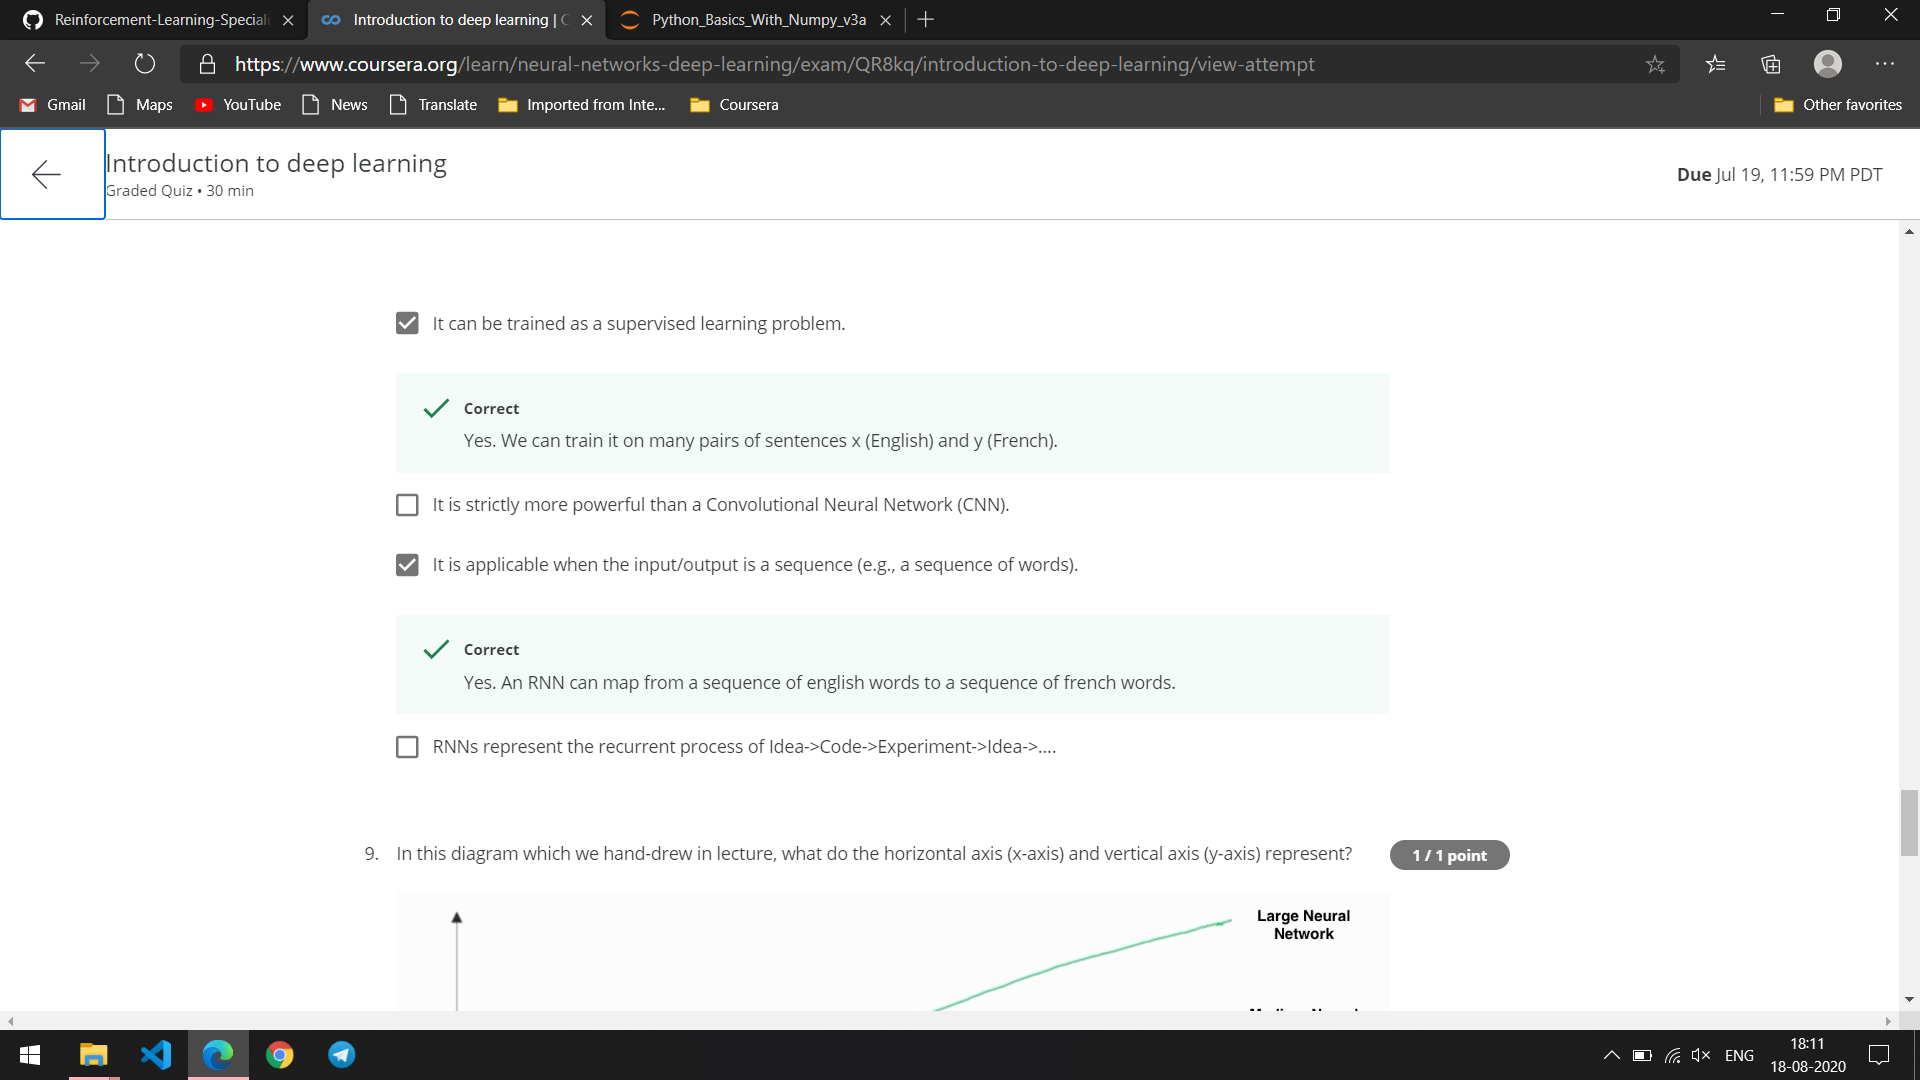 Reinforcement-Learning-Speciali
Introduction to deep learning | C
Python_Basics_With_Numpy_v3a
https://www.coursera.org/learn/neural-networks-deep-learning/exam/QR8kq/introduction-to-deep-learning/view-attempt
Gmail
Maps
YouTube
News
Translate
Imported from Inte...
Coursera
Other favorites
Introduction to deep learning
Graded Quiz • 30 min
Due Jul 19, 11:59 PM PDT
It can be trained as a supervised learning problem.
Correct
Yes. We can train it on many pairs of sentences x (English) and y (French).
It is strictly more powerful than a Convolutional Neural Network (CNN).
It is applicable when the input/output is a sequence (e.g., a sequence of words).
Correct
Yes. An RNN can map from a sequence of english words to a sequence of french words.
RNNs represent the recurrent process of Idea->Code->Experiment->Idea->....
9. In this diagram which we hand-drew in lecture, what do the horizontal axis (x-axis) and vertical axis (y-axis) represent?
1 / 1 point
Large Neural
Network
ENG
18:11
18-08-2020